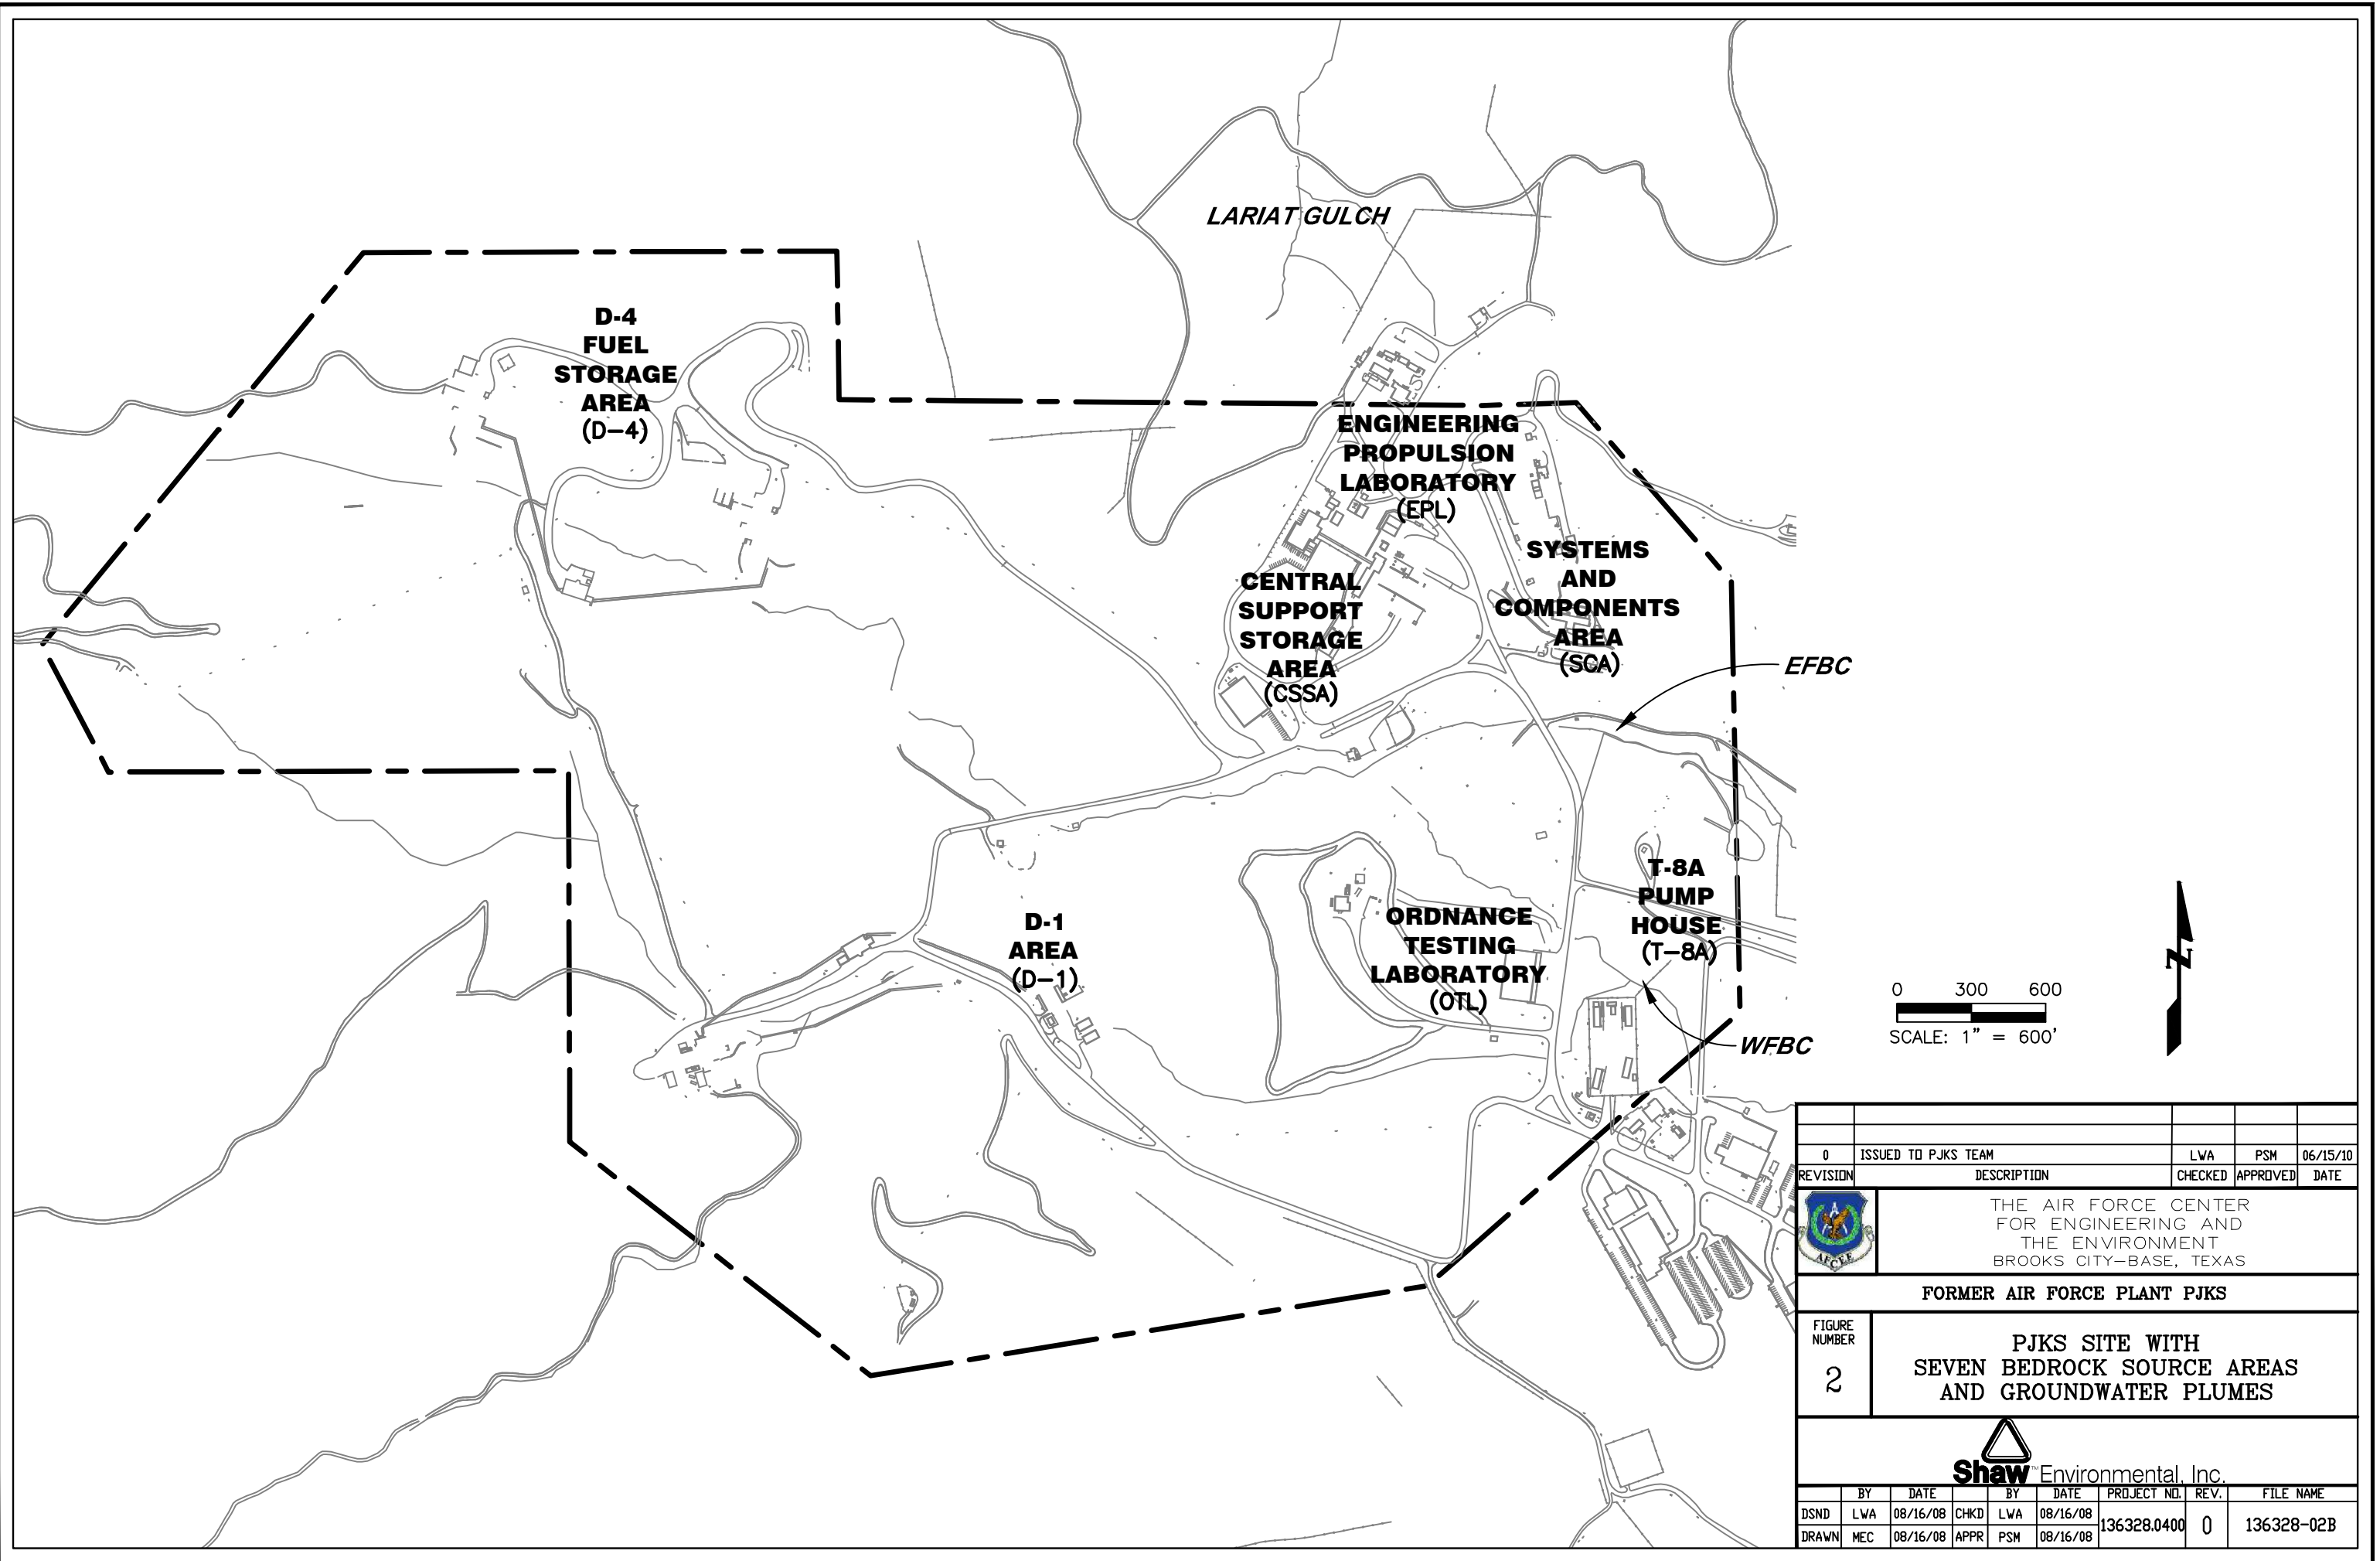 LARIAT GULCH
D-4
FUEL
STORAGE
AREA
(D-4)
ENGINEERING
PROPULSION
LABORATORY
(EPL)
SYSTEMS
AND
COMPONENTS
AREA
(SCA)
CENTRAL
SUPPORT
STORAGE
AREA
(CSSA)
EFBC
T-8A
PUMP
HOUSE
(T-8A)
D-1
AREA
(D-1)
ORDNANCE
TESTING
LABORATORY
(OTL)
WFBC
0 300 600
SCALE: 1" = 600'
N
0 ISSUED TO PJKS TEAM LWA PSM 06/15/10
REVISION DESCRIPTION CHECKED APPROVED DATE
AFCEE
THE AIR FORCE CENTER
FOR ENGINEERING AND
THE ENVIRONMENT
BROOKS CITY-BASE, TEXAS
FORMER AIR FORCE PLANT PJKS
FIGURE
NUMBER
2
PJKS SITE WITH
SEVEN BEDROCK SOURCE AREAS
AND GROUNDWATER PLUMES
Shaw™ Environmental, Inc.
BY DATE BY DATE PROJECT NO. REV. FILE NAME
DSND LWA 08/16/08 CHKD LWA 08/16/08 136328.0400 0 136328-02B
DRAWN MEC 08/16/08 APPR PSM 08/16/08